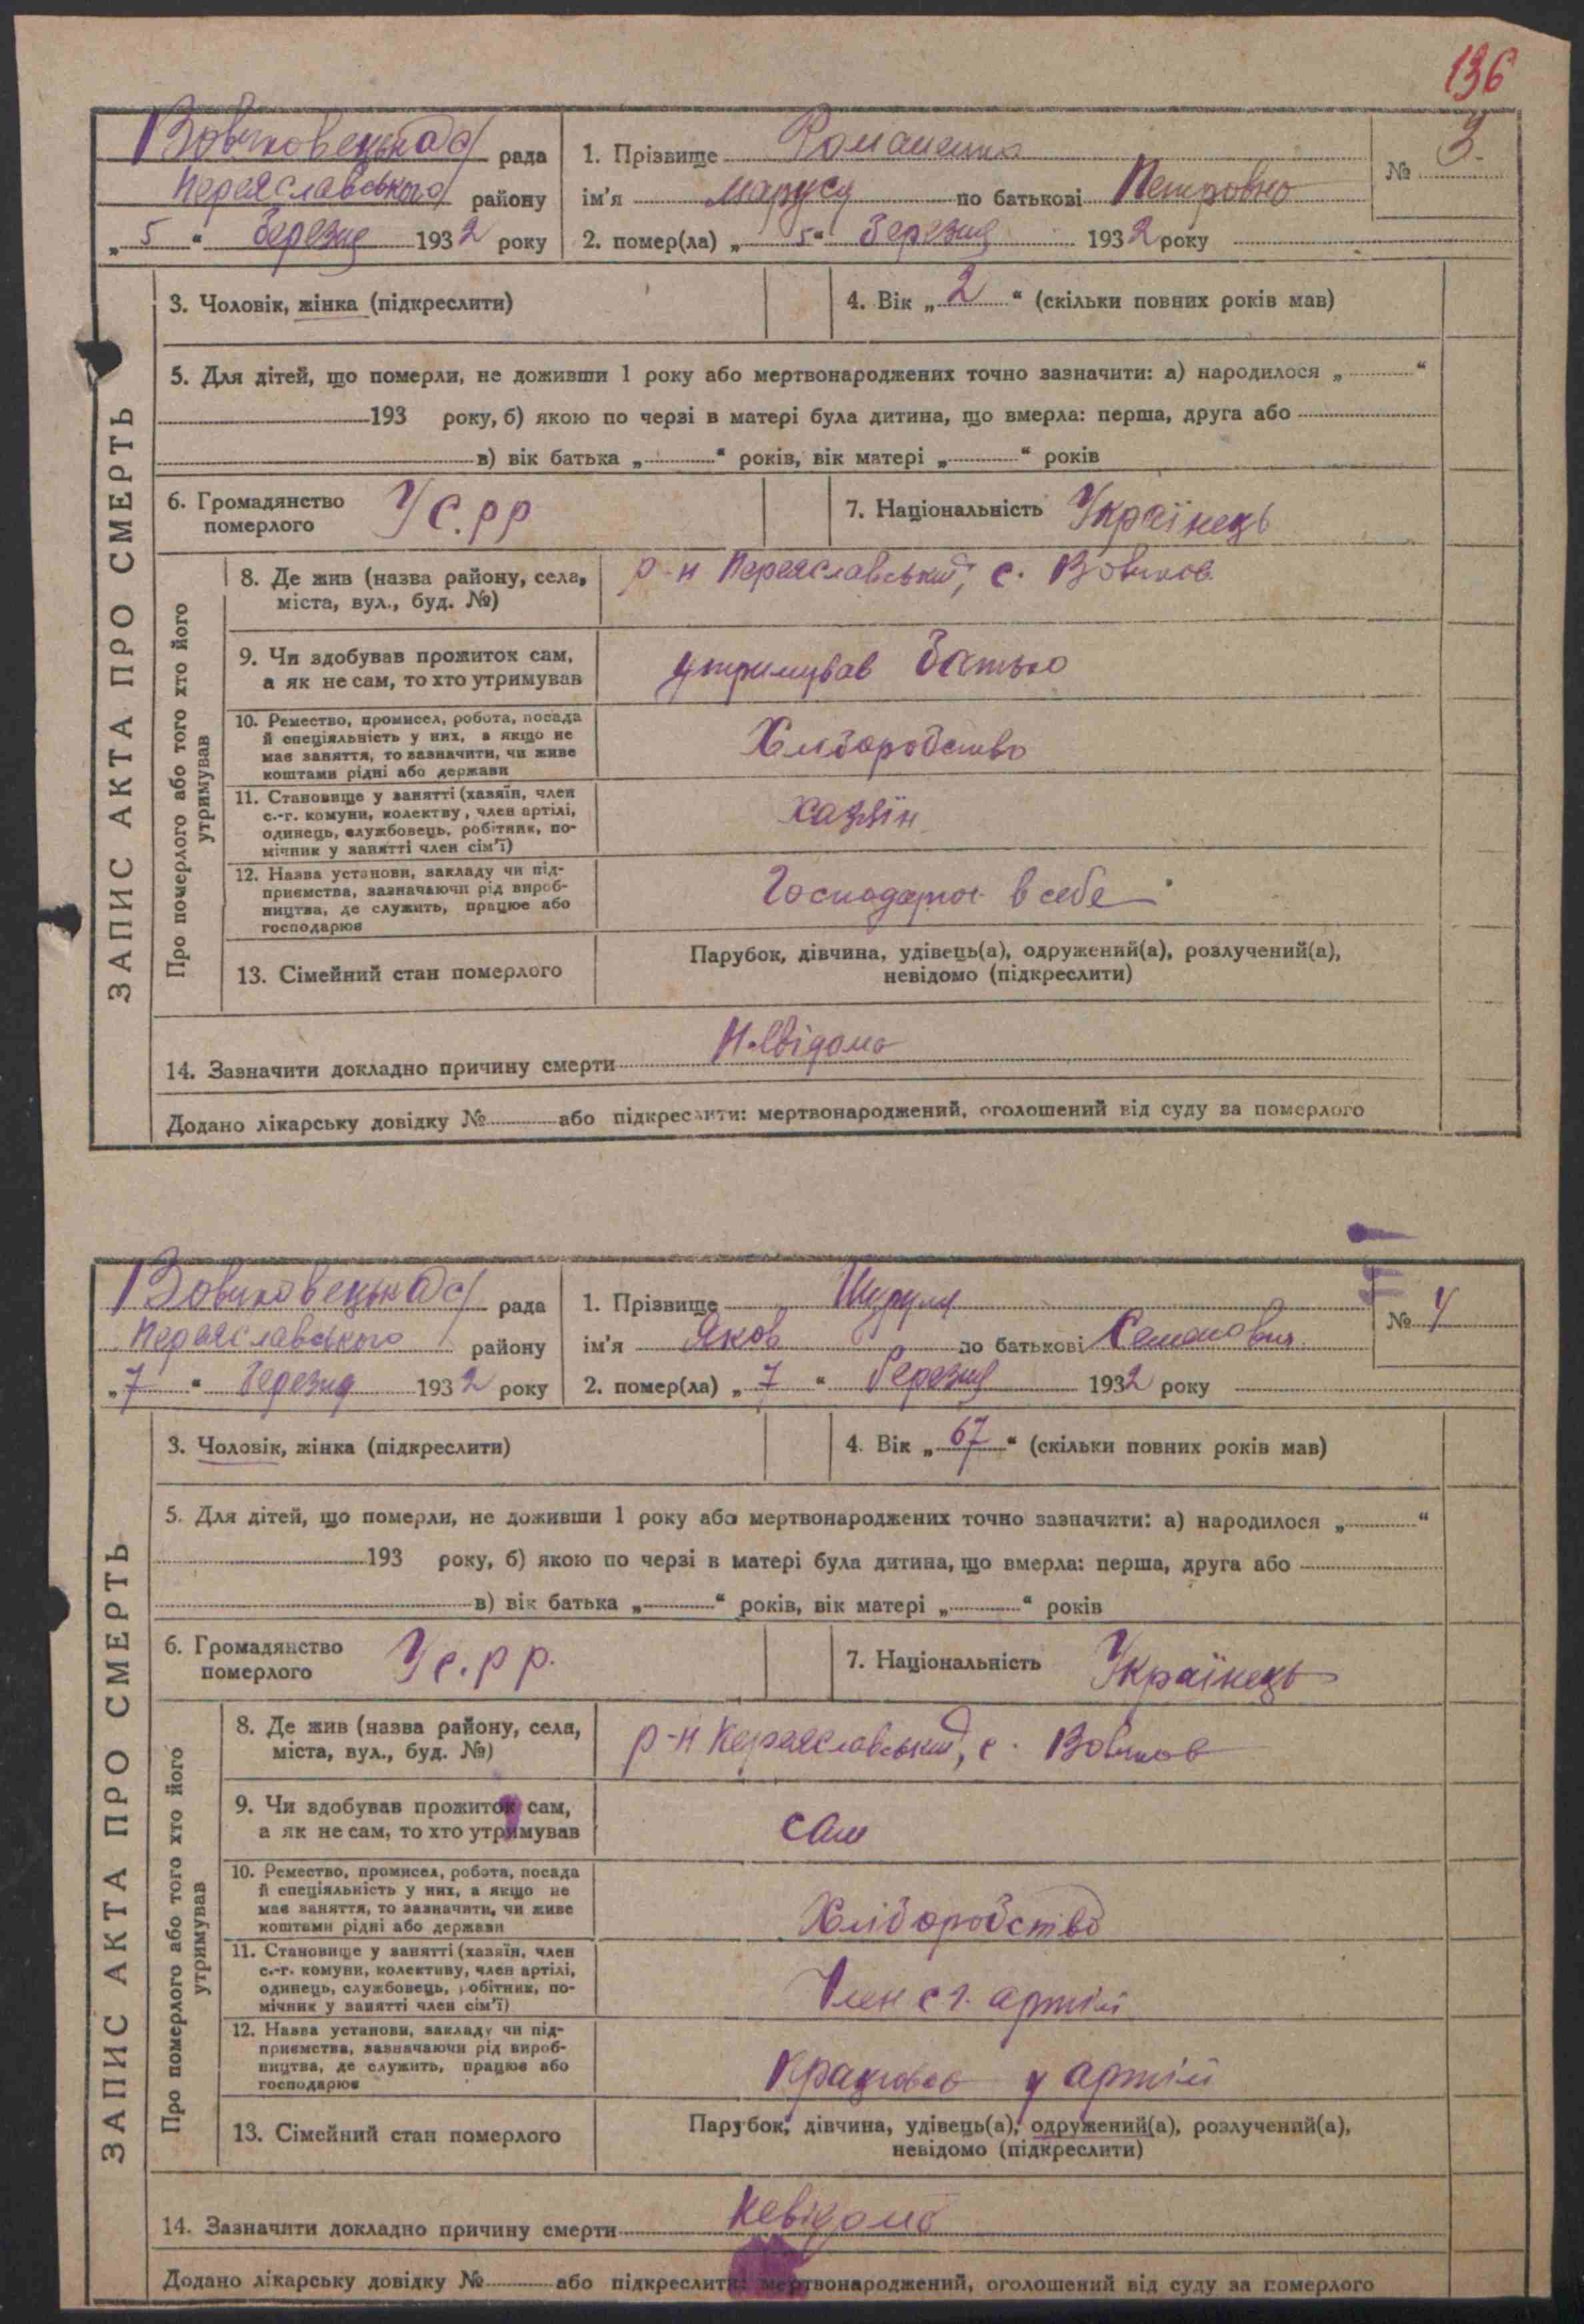 136
Вовчковецька с/ рада
Переяславського району
„ 5 “ березня 1932 року
1. Прізвище Романенко
ім'я Маруся по батькові Петровно
№ 3.
2. помер(ла) „ 5 “ березня 1932 року
3. Чоловік, жінка (підкреслити)
4. Вік „ 2 “ (скільки повних років мав)
5. Для дітей, що померли, не доживши 1 року або мертвонароджених точно зазначити: а) народилося „ “
193 року, б) якою по черзі в матері була дитина, що вмерла: перша, друга або
в) вік батька „ “ років, вік матері „ “ років
6. Громадянство
померлого
Ус.рр
7. Національність Українець
ЗАПИС АКТА ПРО СМЕРТЬ
Про померлого або того хто його
утримував
8. Де жив (назва району, села,
міста, вул., буд. №)
р-н Переяславський, с. Вовчков
9. Чи здобував прожиток сам,
а як не сам, то хто утримував
утримував батько
10. Ремество, промисел, робота, посада
й спеціяльність у них, а якщо не
має заняття, то зазначити, чи живе
коштами рідні або держави
Хліборобство
11. Становище у занятті (хазяїн, член
с.-г. комуни, колективу, член артілі,
одинець, службовець, робітник, по-
мічник у занятті член сім'ї)
хазяїн
12. Назва установи, закладу чи під-
приємства, зазначаючи рід вироб-
ництва, де служить, працює або
господарює
Господарює в себе
13. Сімейний стан померлого
Парубок, дівчина, удівець(а), одружений(а), розлучений(а),
невідомо (підкреслити)
14. Зазначити докладно причину смерти Невідомо
Додано лікарську довідку № або підкреслити: мертвонароджений, оголошений від суду за померлого
Вовчковецька с/ рада
Переяславського району
„ 7 “ березня 1932 року
1. Прізвище
ім'я Яков по батькові Семенович
№ 4
2. помер(ла) „ 7 “ березня 1932 року
3. Чоловік, жінка (підкреслити)
4. Вік „ 67 “ (скільки повних років мав)
5. Для дітей, що померли, не доживши 1 року або мертвонароджених точно зазначити: а) народилося „ “
193 року, б) якою по черзі в матері була дитина, що вмерла: перша, друга або
в) вік батька „ “ років, вік матері „ “ років
6. Громадянство
померлого
Ус.рр.
7. Національність Українець
ЗАПИС АКТА ПРО СМЕРТЬ
Про померлого або того хто його
утримував
8. Де жив (назва району, села,
міста, вул., буд. №)
р-н Переяславський, с. Вовчков
9. Чи здобував прожиток сам,
а як не сам, то хто утримував
сам
10. Ремество, промисел, робота, посада
й спеціяльність у них, а якщо не
має заняття, то зазначити, чи живе
коштами рідні або держави
Хліборобство
11. Становище у занятті (хазяїн, член
с.-г. комуни, колективу, член артілі,
одинець, службовець, робітник, по-
мічник у занятті член сім'ї)
Член с г. артілі
12. Назва установи, закладу чи під-
приємства, зазначаючи рід вироб-
ництва, де служить, працює або
господарює
працював у артілі
13. Сімейний стан померлого
Парубок, дівчина, удівець(а), одружений(а), розлучений(а),
невідомо (підкреслити)
14. Зазначити докладно причину смерти невідомо
Додано лікарську довідку № або підкреслити: мертвонароджений, оголошений від суду за померлого